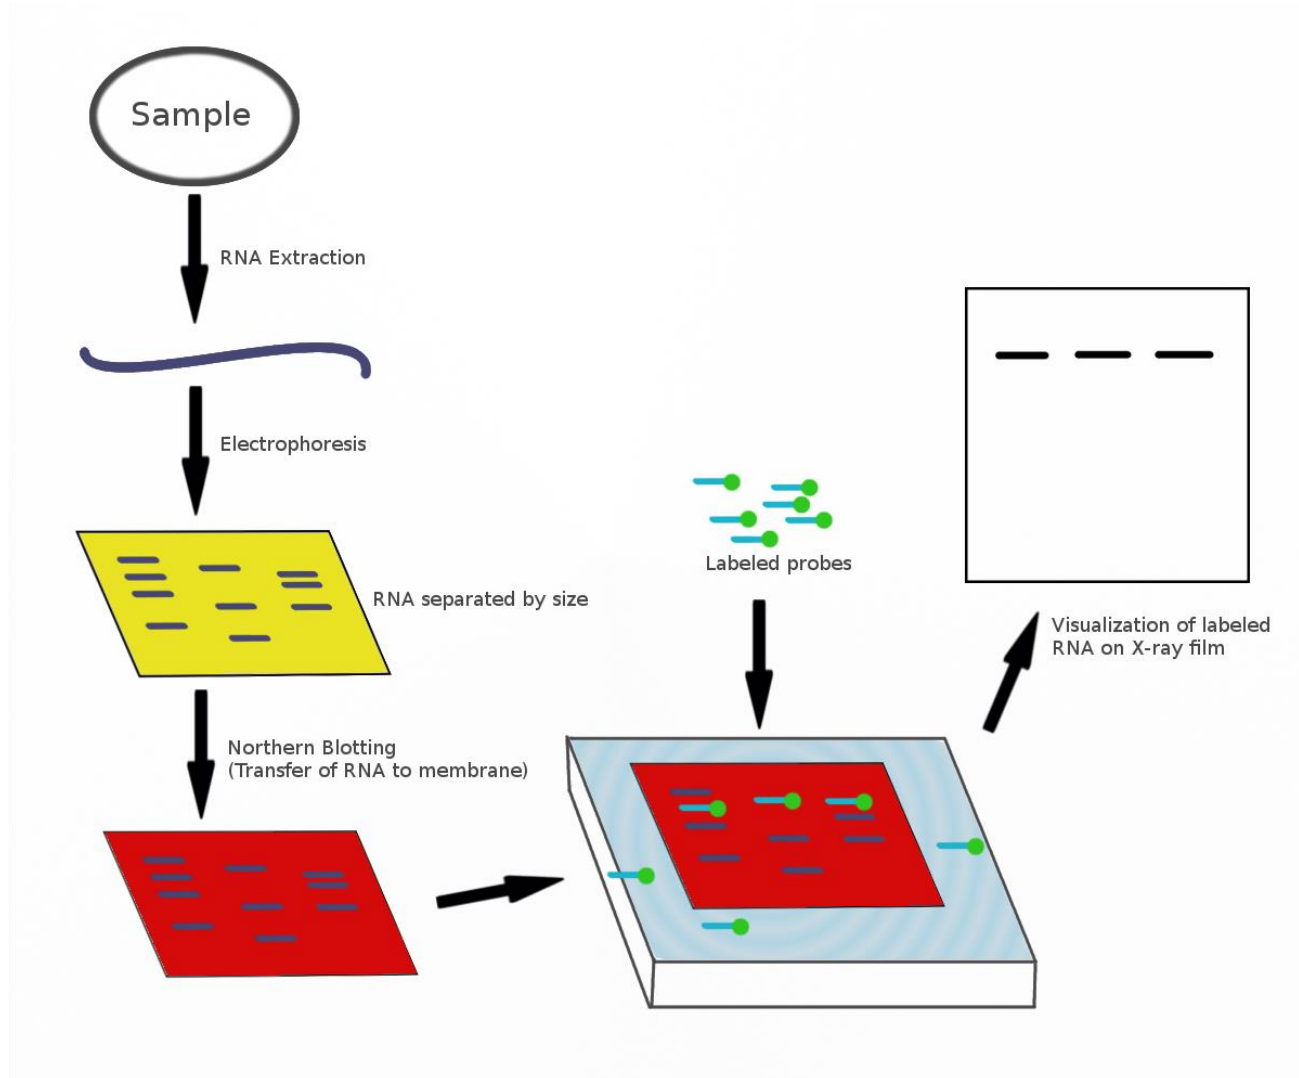 Sample
RNA Extraction
Electrophoresis
RNA separated by size
Northern Blotting
(Transfer of RNA to membrane)
Labeled probes
Visualization of labeled
RNA on X-ray film